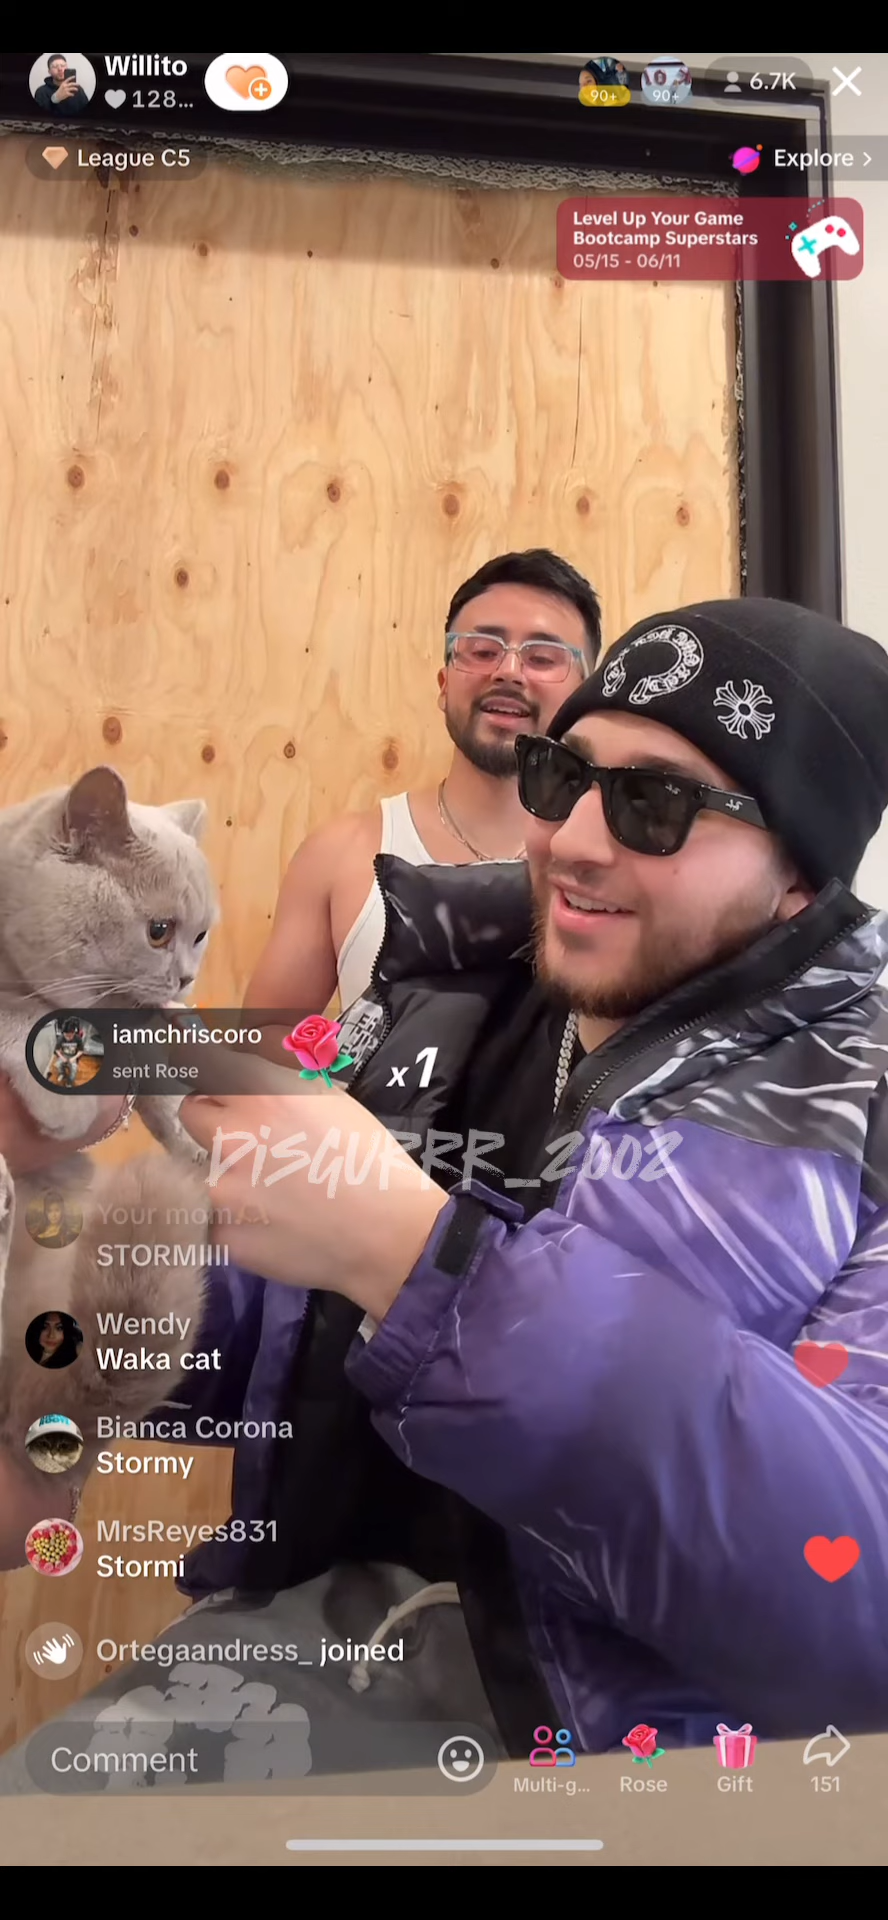 Willito
128...
90+
90+
6.7K
League C5
Explore >
Level Up Your Game
Bootcamp Superstars
05/15 - 06/11
iamchriscoro
sent Rose
x1
DiSGURRR_2002
Your mom
STORMIIII
Wendy
Waka cat
Bianca Corona
Stormy
MrsReyes831
Stormi
Ortegaandress_ joined
Comment
Multi-g...
Rose
Gift
151